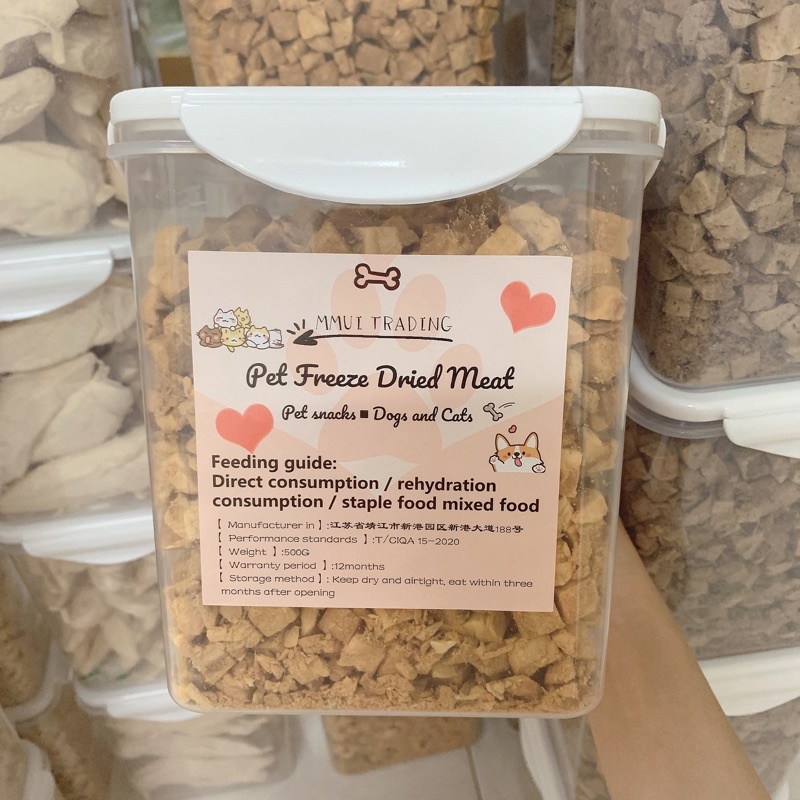 MMUI TRADING
Pet Freeze Dried Meat
Pet snacks ■ Dogs and Cats
Feeding guide:
Direct consumption / rehydration
consumption / staple food mixed food
【 Manufacturer in 】:江苏省靖江市新港园区新港大道188号
【 Performance standards 】:T/CIQA 15-2020
【 Weight 】:500G
【 Warranty period 】:12months
【 Storage method 】: Keep dry and airtight, eat within three
months after opening